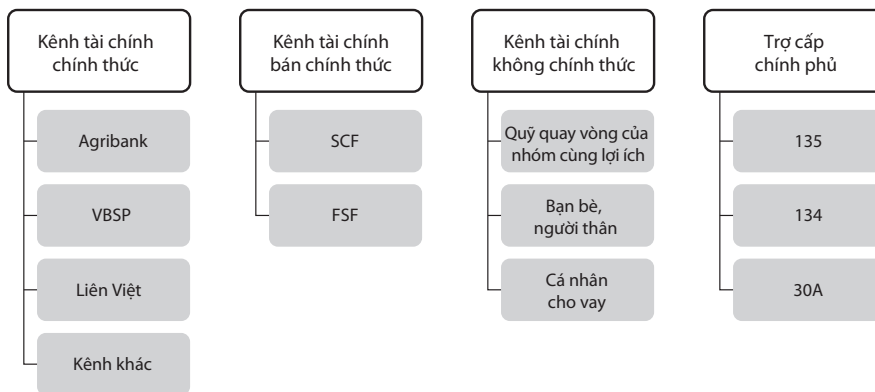 Kênh tài chính
chính thức
Agribank
VBSP
Liên Việt
Kênh khác
Kênh tài chính
bán chính thức
SCF
FSF
Kênh tài chính
không chính thức
Quỹ quay vòng của
nhóm cùng lợi ích
Bạn bè,
người thân
Cá nhân
cho vay
Trợ cấp
chính phủ
135
134
30A